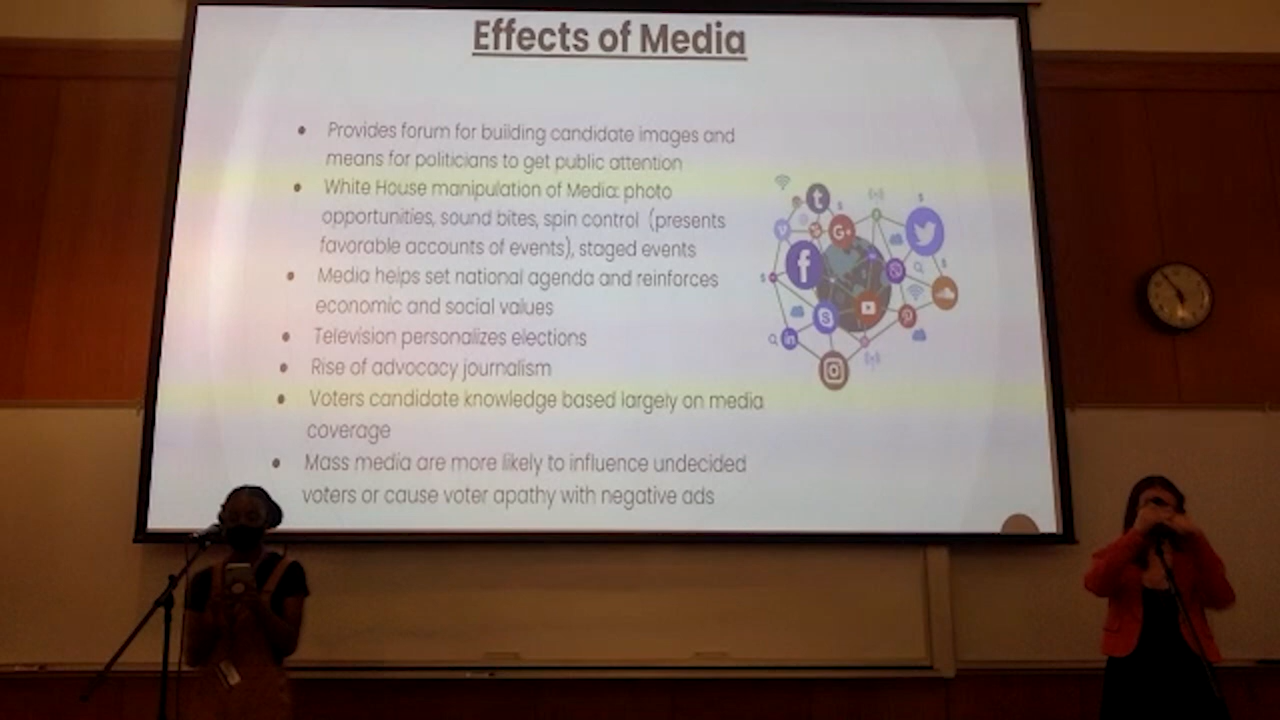 Effects of Media
• Provides forum for building candidate images and
means for politicians to get public attention
• White House manipulation of Media: photo
opportunities, sound bites, spin control (presents
favorable accounts of events), staged events
• Media helps set national agenda and reinforces
economic and social values
• Television personalizes elections
• Rise of advocacy journalism
• Voters candidate knowledge based largely on media
coverage
• Mass media are more likely to influence undecided
voters or cause voter apathy with negative ads
t
G+
f
S
in